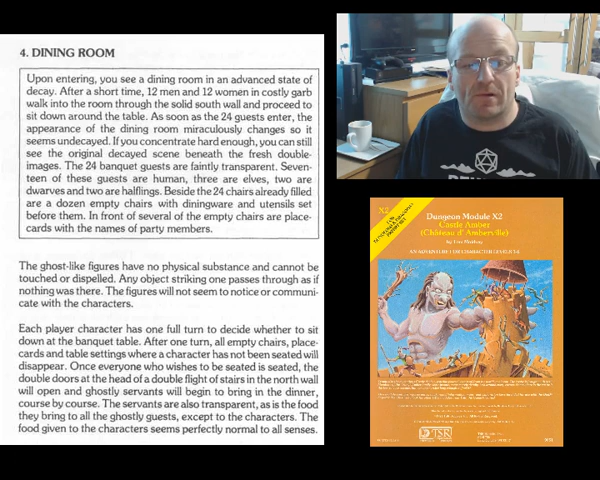 4. DINING ROOM
Upon entering, you see a dining room in an advanced state of
decay. After a short time, 12 men and 12 women in costly garb
walk into the room through the solid south wall and proceed to
sit down around the table. As soon as the 24 guests enter, the
appearance of the dining room miraculously changes so it
seems undecayed. If you concentrate hard enough, you can still
see the original decayed scene beneath the fresh double-
images. The 24 banquet guests are faintly transparent. Seven-
teen of these guests are human, three are elves, two are
dwarves and two are halflings. Beside the 24 chairs already filled
are a dozen empty chairs with diningware and utensils set
before them. In front of several of the empty chairs are place-
cards with the names of party members.
The ghost-like figures have no physical substance and cannot be
touched or dispelled. Any object striking one passes through as if
nothing was there. The figures will not seem to notice or communi-
cate with the characters.
Each player character has one full turn to decide whether to sit
down at the banquet table. After one turn, all empty chairs, place-
cards and table settings where a character has not been seated will
disappear. Once everyone who wishes to be seated is seated, the
double doors at the head of a double flight of stairs in the north wall
will open and ghostly servants will begin to bring in the dinner,
course by course. The servants are also transparent, as is the food
they bring to all the ghostly guests, except to the characters. The
food given to the characters seems perfectly normal to all senses.
X2
Dungeon Module X2
Castle Amber
(Château d' Amberville)
by Tom Moldvay
AN ADVENTURE FOR CHARACTER LEVELS 3-6
TSR